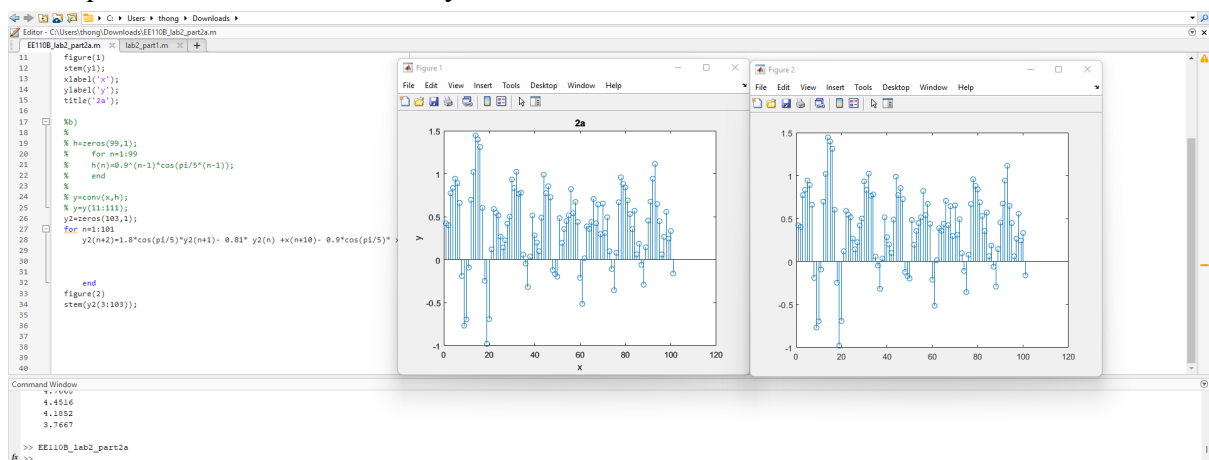 C: ▸ Users ▸ thong ▸ Downloads ▸
Editor - C:\Users\thong\Downloads\EE110B_lab2_part2a.m
EE110B_lab2_part2a.m × lab2_part1.m × +
11 figure(1)
12 stem(y1);
13 xlabel('x');
14 ylabel('y');
15 title('2a');
16
17 %b)
18 %
19 % h=zeros(99,1);
20 % for n=1:99
21 % h(n)=0.9^(n-1)*cos(pi/5*(n-1));
22 % end
23 %
24 % y=conv(x,h);
25 % y=y(11:111);
26 y2=zeros(103,1);
27 for n=1:101
28 y2(n+2)=1.8*cos(pi/5)*y2(n+1)- 0.81* y2(n) +x(n+10)- 0.9*cos(pi/5)*
29
30
31
32 end
33 figure(2)
34 stem(y2(3:103));
35
36
37
38
39
40
Figure 1
File Edit View Insert Tools Desktop Window Help
2a
1.5
1
0.5
0
-0.5
-1
y
0 20 40 60 80 100 120
x
Figure 2
File Edit View Insert Tools Desktop Window Help
1.5
1
0.5
0
-0.5
-1
0 20 40 60 80 100 120
Command Window
4.4516
4.1852
3.7667
>> EE110B_lab2_part2a
fx >>